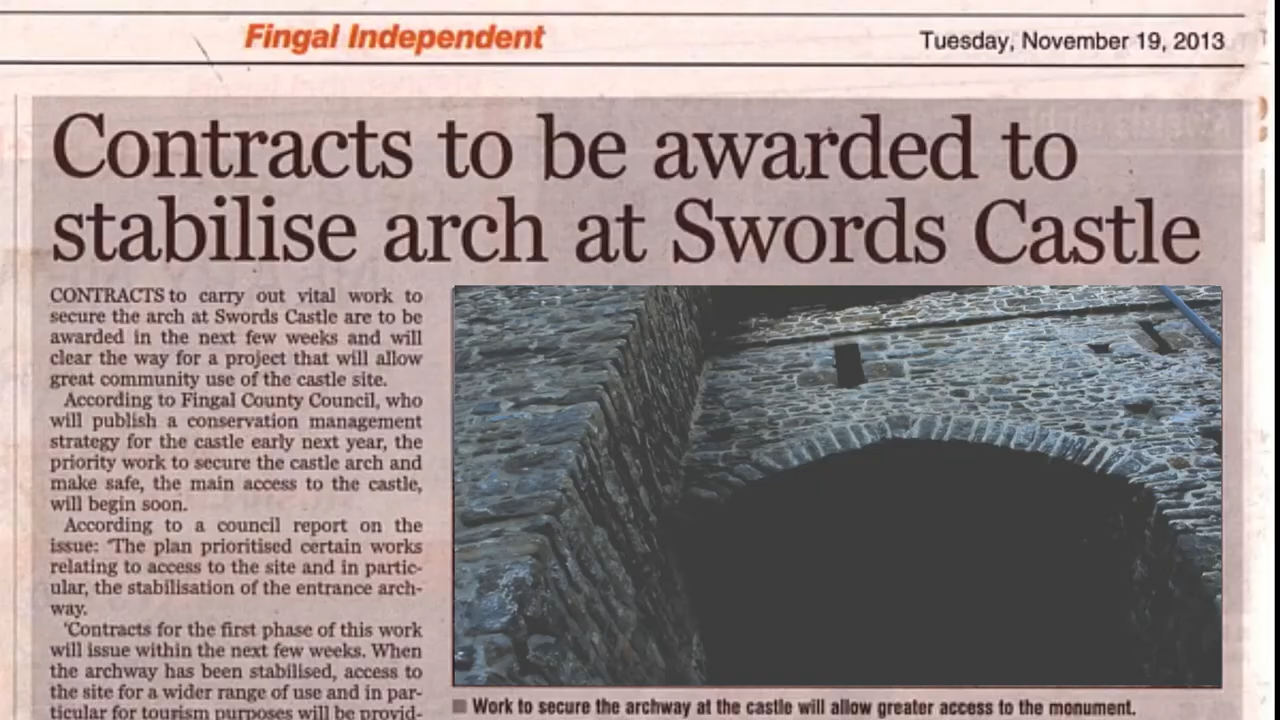 Fingal Independent
Tuesday, November 19, 2013
Contracts to be awarded to
stabilise arch at Swords Castle
CONTRACTS to carry out vital work to
secure the arch at Swords Castle are to be
awarded in the next few weeks and will
clear the way for a project that will allow
great community use of the castle site.
According to Fingal County Council, who
will publish a conservation management
strategy for the castle early next year, the
priority work to secure the castle arch and
make safe, the main access to the castle,
will begin soon.
According to a council report on the
issue: 'The plan prioritised certain works
relating to access to the site and in partic-
ular, the stabilisation of the entrance arch-
way.
'Contracts for the first phase of this work
will issue within the next few weeks. When
the archway has been stabilised, access to
the site for a wider range of use and in par-
ticular for tourism purposes will be provid-
Work to secure the archway at the castle will allow greater access to the monument.